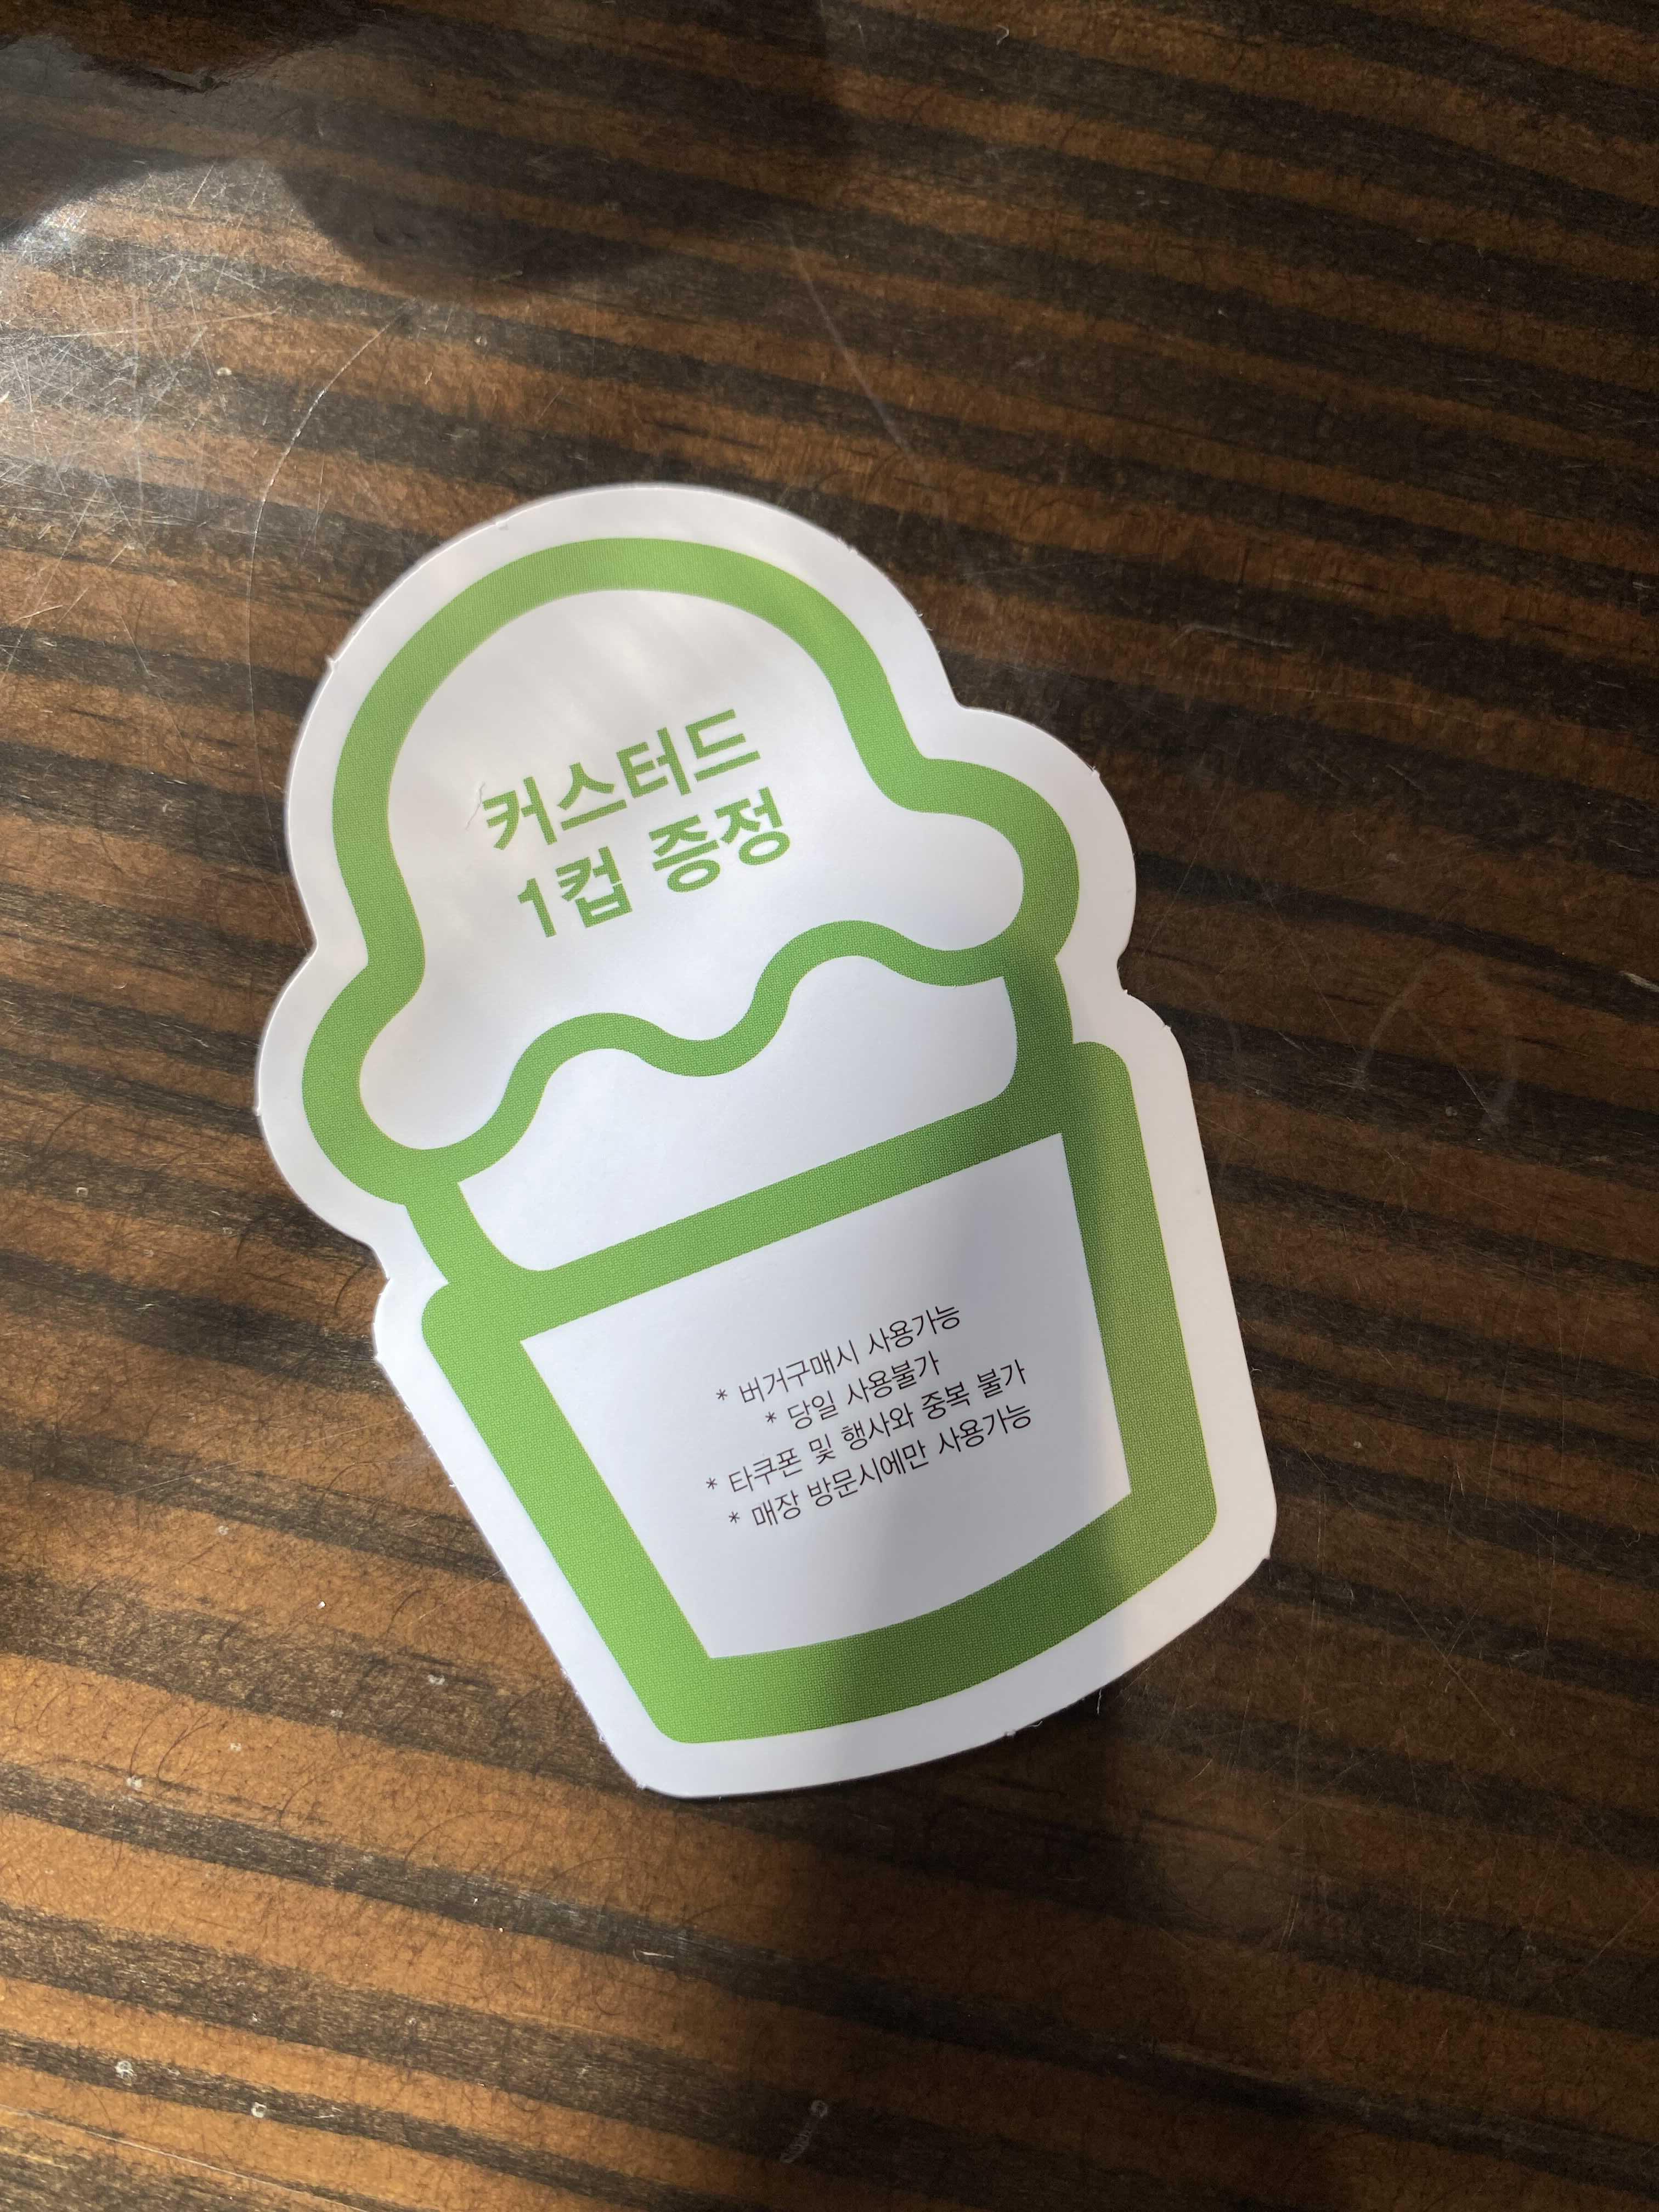 커스터드
1컵 증정
* 버거구매시 사용가능
* 당일 사용불가
* 타쿠폰 및 행사와 중복 불가
* 매장 방문시에만 사용가능